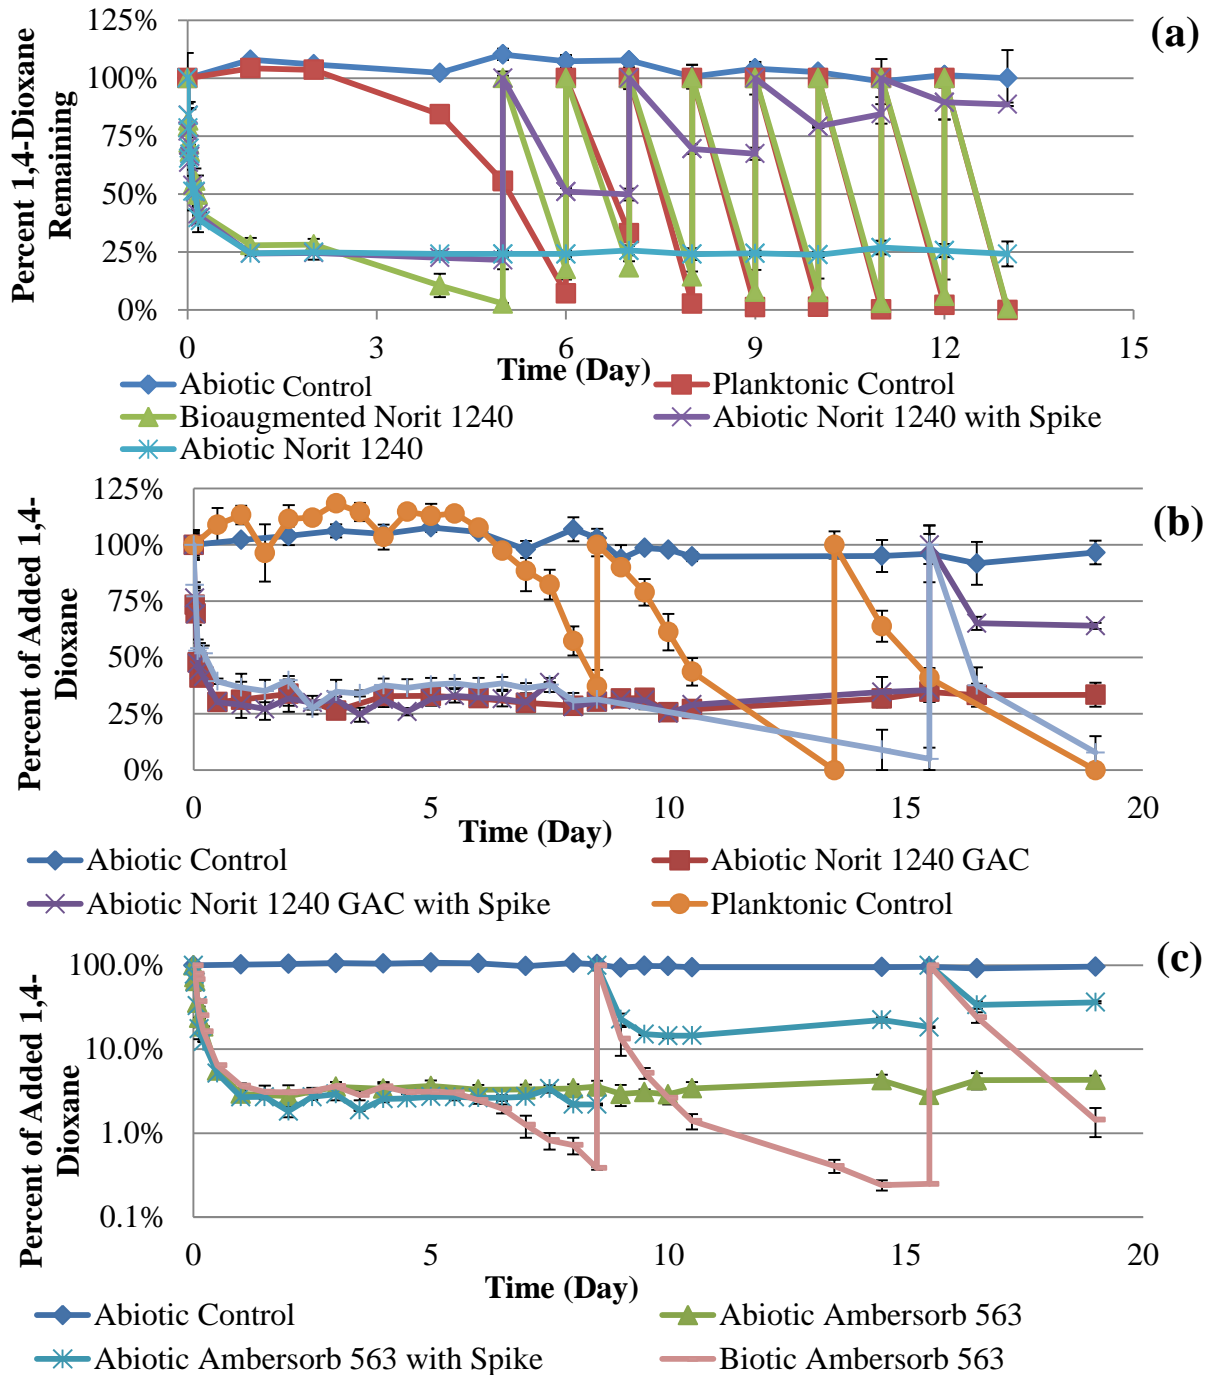 (a)
Percent 1,4-Dioxane
Remaining
125%
100%
75%
50%
25%
0%
0 3 6 9 12 15
Time (Day)
Abiotic Control
Planktonic Control
Bioaugmented Norit 1240
Abiotic Norit 1240 with Spike
Abiotic Norit 1240
(b)
Percent of Added 1,4-
Dioxane
125%
100%
75%
50%
25%
0%
0 5 10 15 20
Time (Day)
Abiotic Control
Abiotic Norit 1240 GAC
Abiotic Norit 1240 GAC with Spike
Planktonic Control
(c)
Percent of Added 1,4-
Dioxane
100.0%
10.0%
1.0%
0.1%
0 5 10 15 20
Time (Day)
Abiotic Control
Abiotic Ambersorb 563
Abiotic Ambersorb 563 with Spike
Biotic Ambersorb 563